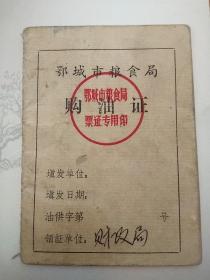 鄂城市粮食局
购油证
鄂城市粮食局
票证专用章
填发单位：
填发日期：
油供字第 号
领证单位：财政局